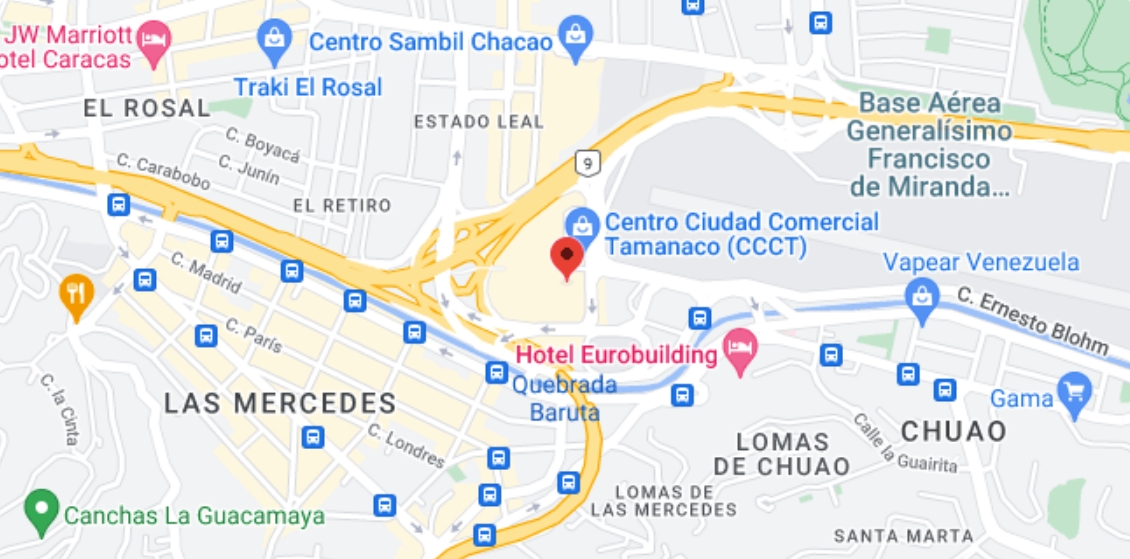 JW Marriott
otel Caracas
Centro Sambil Chacao
Traki El Rosal
EL ROSAL
ESTADO LEAL
Base Aérea
Generalísimo
Francisco
de Miranda...
C. Boyacá
C. Junín
C. Carabobo
9
EL RETIRO
Centro Ciudad Comercial
Tamanaco (CCCT)
Vapear Venezuela
C. Madrid
C. Ernesto Blohm
C. París
Hotel Eurobuilding
Quebrada
Baruta
C. la Cinta
LAS MERCEDES
Gama
C. Londres
Calle la Guairita
CHUAO
LOMAS
DE CHUAO
LOMAS DE
LAS MERCEDES
Canchas La Guacamaya
SANTA MARTA